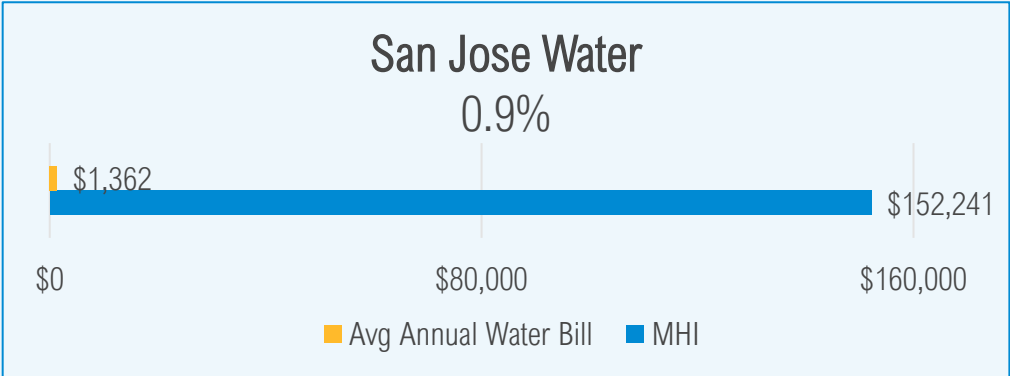 San Jose Water
0.9%
$1,362
$152,241
$0 $80,000 $160,000
Avg Annual Water Bill MHI